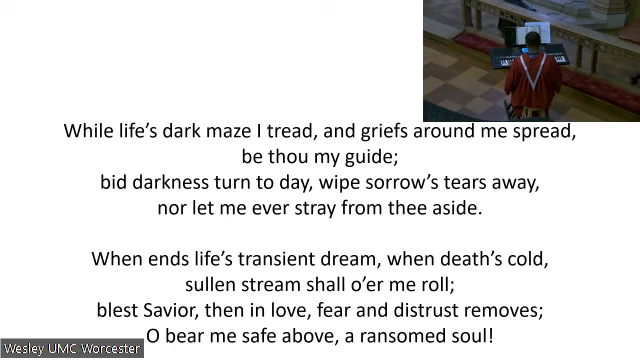 While life's dark maze I tread, and griefs around me spread,
be thou my guide;
bid darkness turn to day, wipe sorrow's tears away,
nor let me ever stray from thee aside.
When ends life's transient dream, when death's cold,
sullen stream shall o'er me roll;
blest Savior, then in love, fear and distrust removes;
O bear me safe above, a ransomed soul!
Wesley UMC Worcester